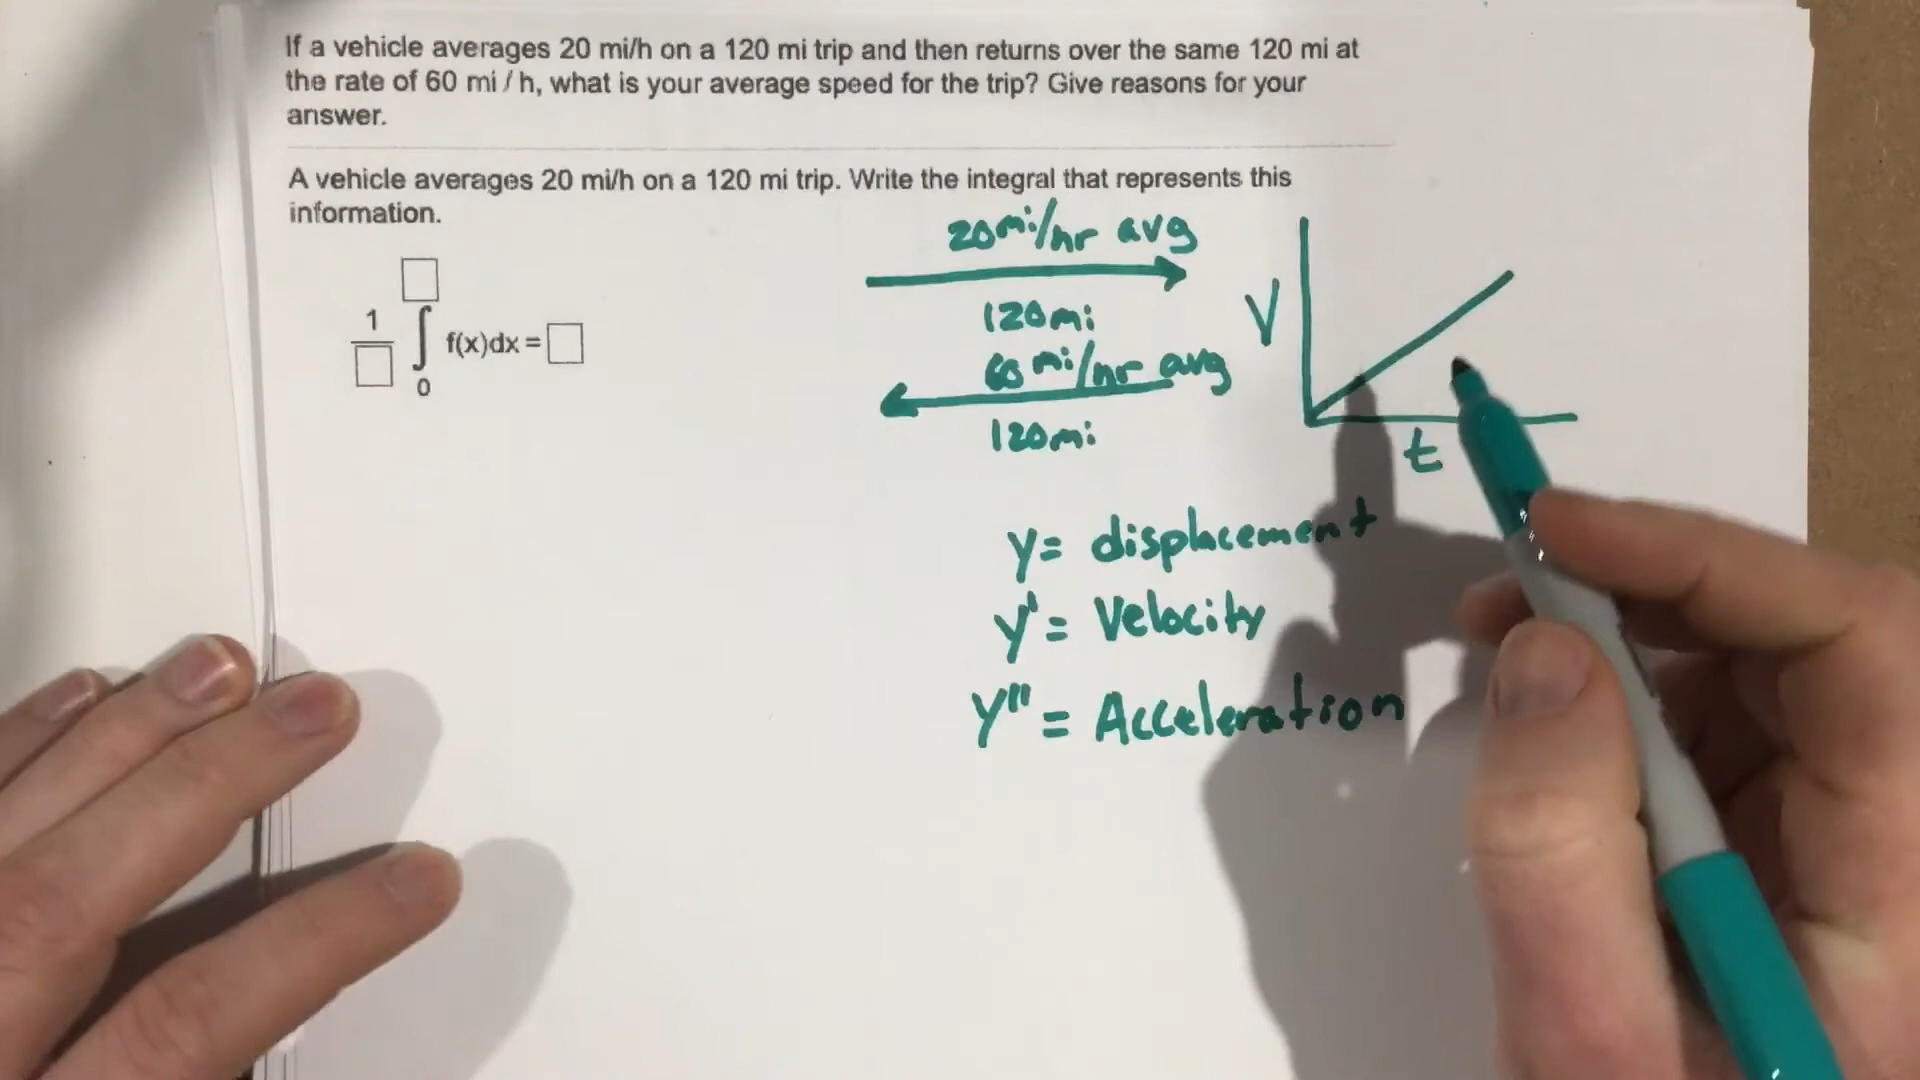 If a vehicle averages 20 mi/h on a 120 mi trip and then returns over the same 120 mi at
the rate of 60 mi / h, what is your average speed for the trip? Give reasons for your
answer.
A vehicle averages 20 mi/h on a 120 mi trip. Write the integral that represents this
information.
1/□ ∫₀^□ f(x)dx = □
20mi/hr avg
120mi
60 mi/hr avg
120mi
V
t
y = displacement
y' = Velocity
y" = Acceleration